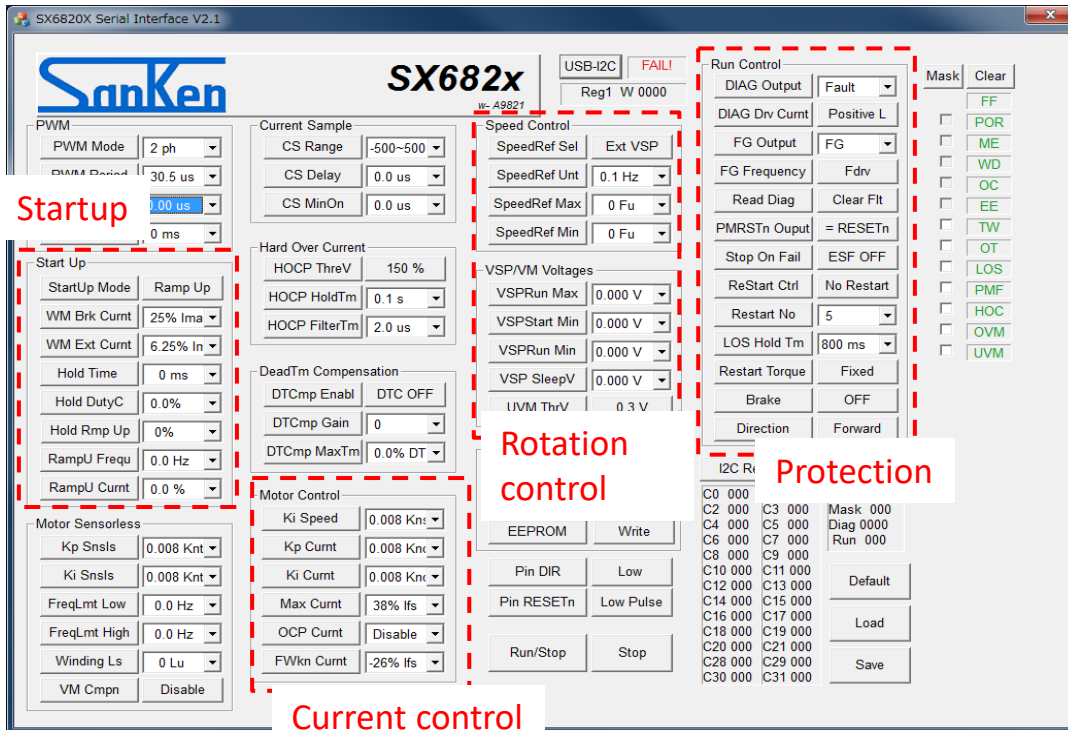 SX6820X Serial Interface V2.1
SanKen
SX682x
w- A9821
USB-I2C FAIL!
Reg1 W 0000
PWM
PWM Mode 2 ph
PWM Period 30.5 us
0.00 us
0 ms
Startup
Start Up
StartUp Mode Ramp Up
WM Brk Curnt 25% Ima
WM Ext Curnt 6.25% In
Hold Time 0 ms
Hold DutyC 0.0%
Hold Rmp Up 0%
RampU Frequ 0.0 Hz
RampU Curnt 0.0 %
Motor Sensorless
Kp Snsls 0.008 Knt
Ki Snsls 0.008 Knt
FreqLmt Low 0.0 Hz
FreqLmt High 0.0 Hz
Winding Ls 0 Lu
VM Cmpn Disable
Current Sample
CS Range -500~500
CS Delay 0.0 us
CS MinOn 0.0 us
Hard Over Current
HOCP ThreV 150 %
HOCP HoldTm 0.1 s
HOCP FilterTm 2.0 us
DeadTm Compensation
DTCmp Enabl DTC OFF
DTCmp Gain 0
DTCmp MaxTm 0.0% DT
Motor Control
Ki Speed 0.008 Kns
Kp Curnt 0.008 Knc
Ki Curnt 0.008 Knc
Max Curnt 38% Ifs
OCP Curnt Disable
FWkn Curnt -26% Ifs
Current control
Speed Control
SpeedRef Sel Ext VSP
SpeedRef Unt 0.1 Hz
SpeedRef Max 0 Fu
SpeedRef Min 0 Fu
VSP/VM Voltages
VSPRun Max 0.000 V
VSPStart Min 0.000 V
VSPRun Min 0.000 V
VSP SleepV 0.000 V
UVM ThrV 0.3 V
Rotation
control
EEPROM Write
Pin DIR Low
Pin RESETn Low Pulse
Run/Stop Stop
Run Control
DIAG Output Fault
DIAG Drv Curnt Positive L
FG Output FG
FG Frequency Fdrv
Read Diag Clear Flt
PMRSTn Ouput = RESETn
Stop On Fail ESF OFF
ReStart Ctrl No Restart
Restart No 5
LOS Hold Tm 800 ms
Restart Torque Fixed
Brake OFF
Direction Forward
Protection
I2C Re
C0 000
C2 000 C3 000 Mask 000
C4 000 C5 000 Diag 0000
C6 000 C7 000 Run 000
C8 000 C9 000
C10 000 C11 000
C12 000 C13 000
C14 000 C15 000
C16 000 C17 000
C18 000 C19 000
C20 000 C21 000
C28 000 C29 000
C30 000 C31 000
Default
Load
Save
Mask Clear
FF
POR
ME
WD
OC
EE
TW
OT
LOS
PMF
HOC
OVM
UVM